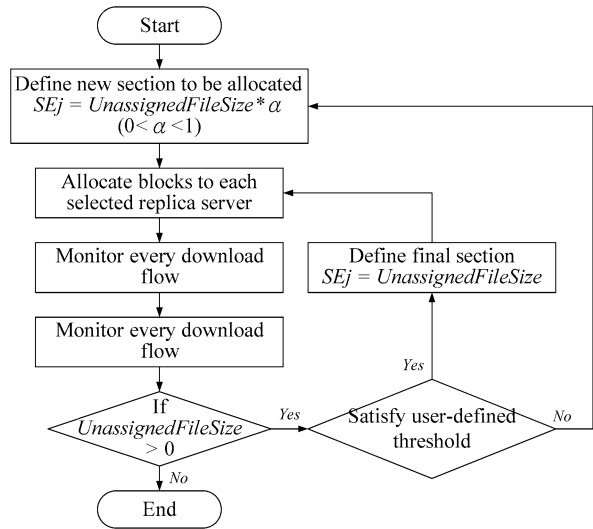 Start
Define new section to be allocated
SEj = UnassignedFileSize* α
(0< α <1)
Allocate blocks to each
selected replica server
Monitor every download
flow
Define final section
SEj = UnassignedFileSize
Monitor every download
flow
If
UnassignedFileSize
> 0
Yes
Yes
Satisfy user-defined
threshold
No
No
End